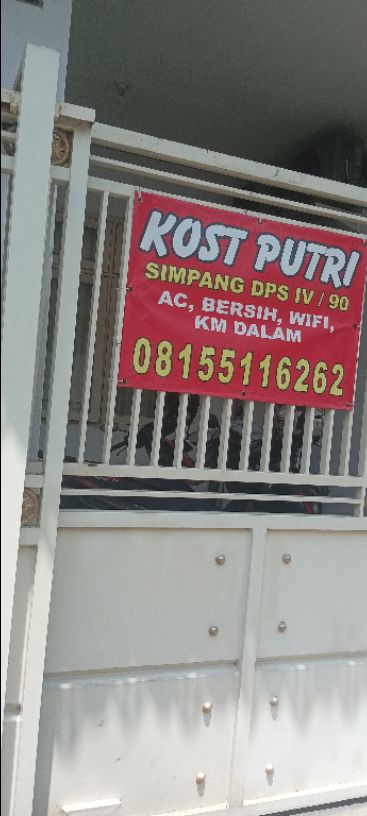 KOST PUTRI
SIMPANG DPS IV / 90
AC, BERSIH, WIFI,
KM DALAM
08155116262